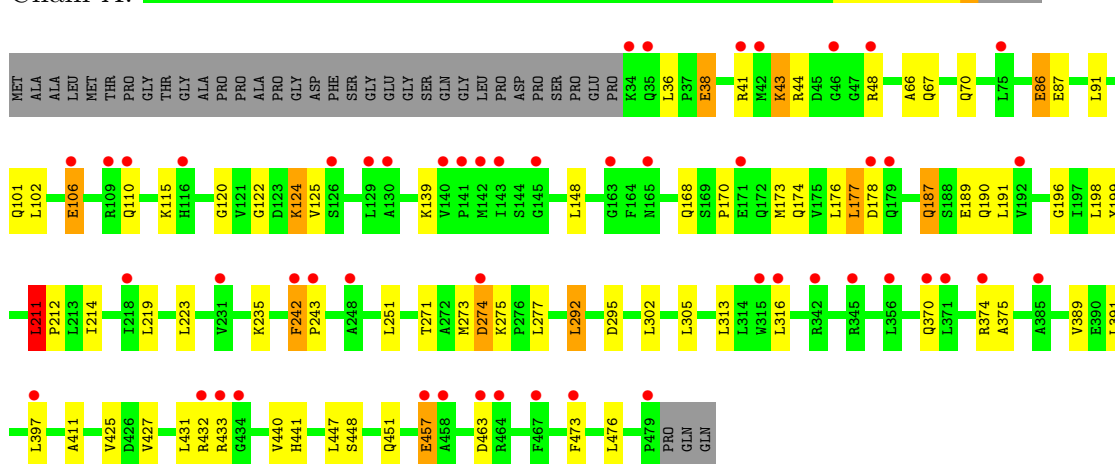 Chain A:
MET ALA ALA LEU MET THR PRO GLY THR GLY ALA PRO PRO ALA PRO GLY ASP PHE SER GLY GLU GLY SER GLN GLY LEU PRO ASP PRO SER PRO GLU PRO K34 Q35 L36 P37 E38 R41 M42 K43 R44 D45 G46 G47 R48 A66 Q67 Q70 L75 E86 E87 L91
Q101 L102 E106 R109 Q110 K115 H116 G120 V121 G122 D123 K124 V125 S126 L129 A130 K139 V140 P141 M142 I143 S144 G145 L148 G163 F164 N165 Q168 S169 P170 E171 Q172 M173 Q174 V175 L176 L177 D178 Q179 Q187 S188 E189 Q190 L191 V192 G196 I197 L198
L211 P212 L213 I214 I218 L219 L223 V231 K235 F242 P243 A248 L251 T271 A272 M273 D274 K275 P276 L277 L292 D295 L302 L305 L313 I314 W315 L316 R342 R345 L356 Q370 L371 R374 A375 A385 V389 E390 L391
L397 A411 V425 D426 V427 L431 R432 R433 G434 V440 H441 L447 S448 Q451 E457 A458 D463 R464 F467 F473 L476 P479 PRO GLN GLN